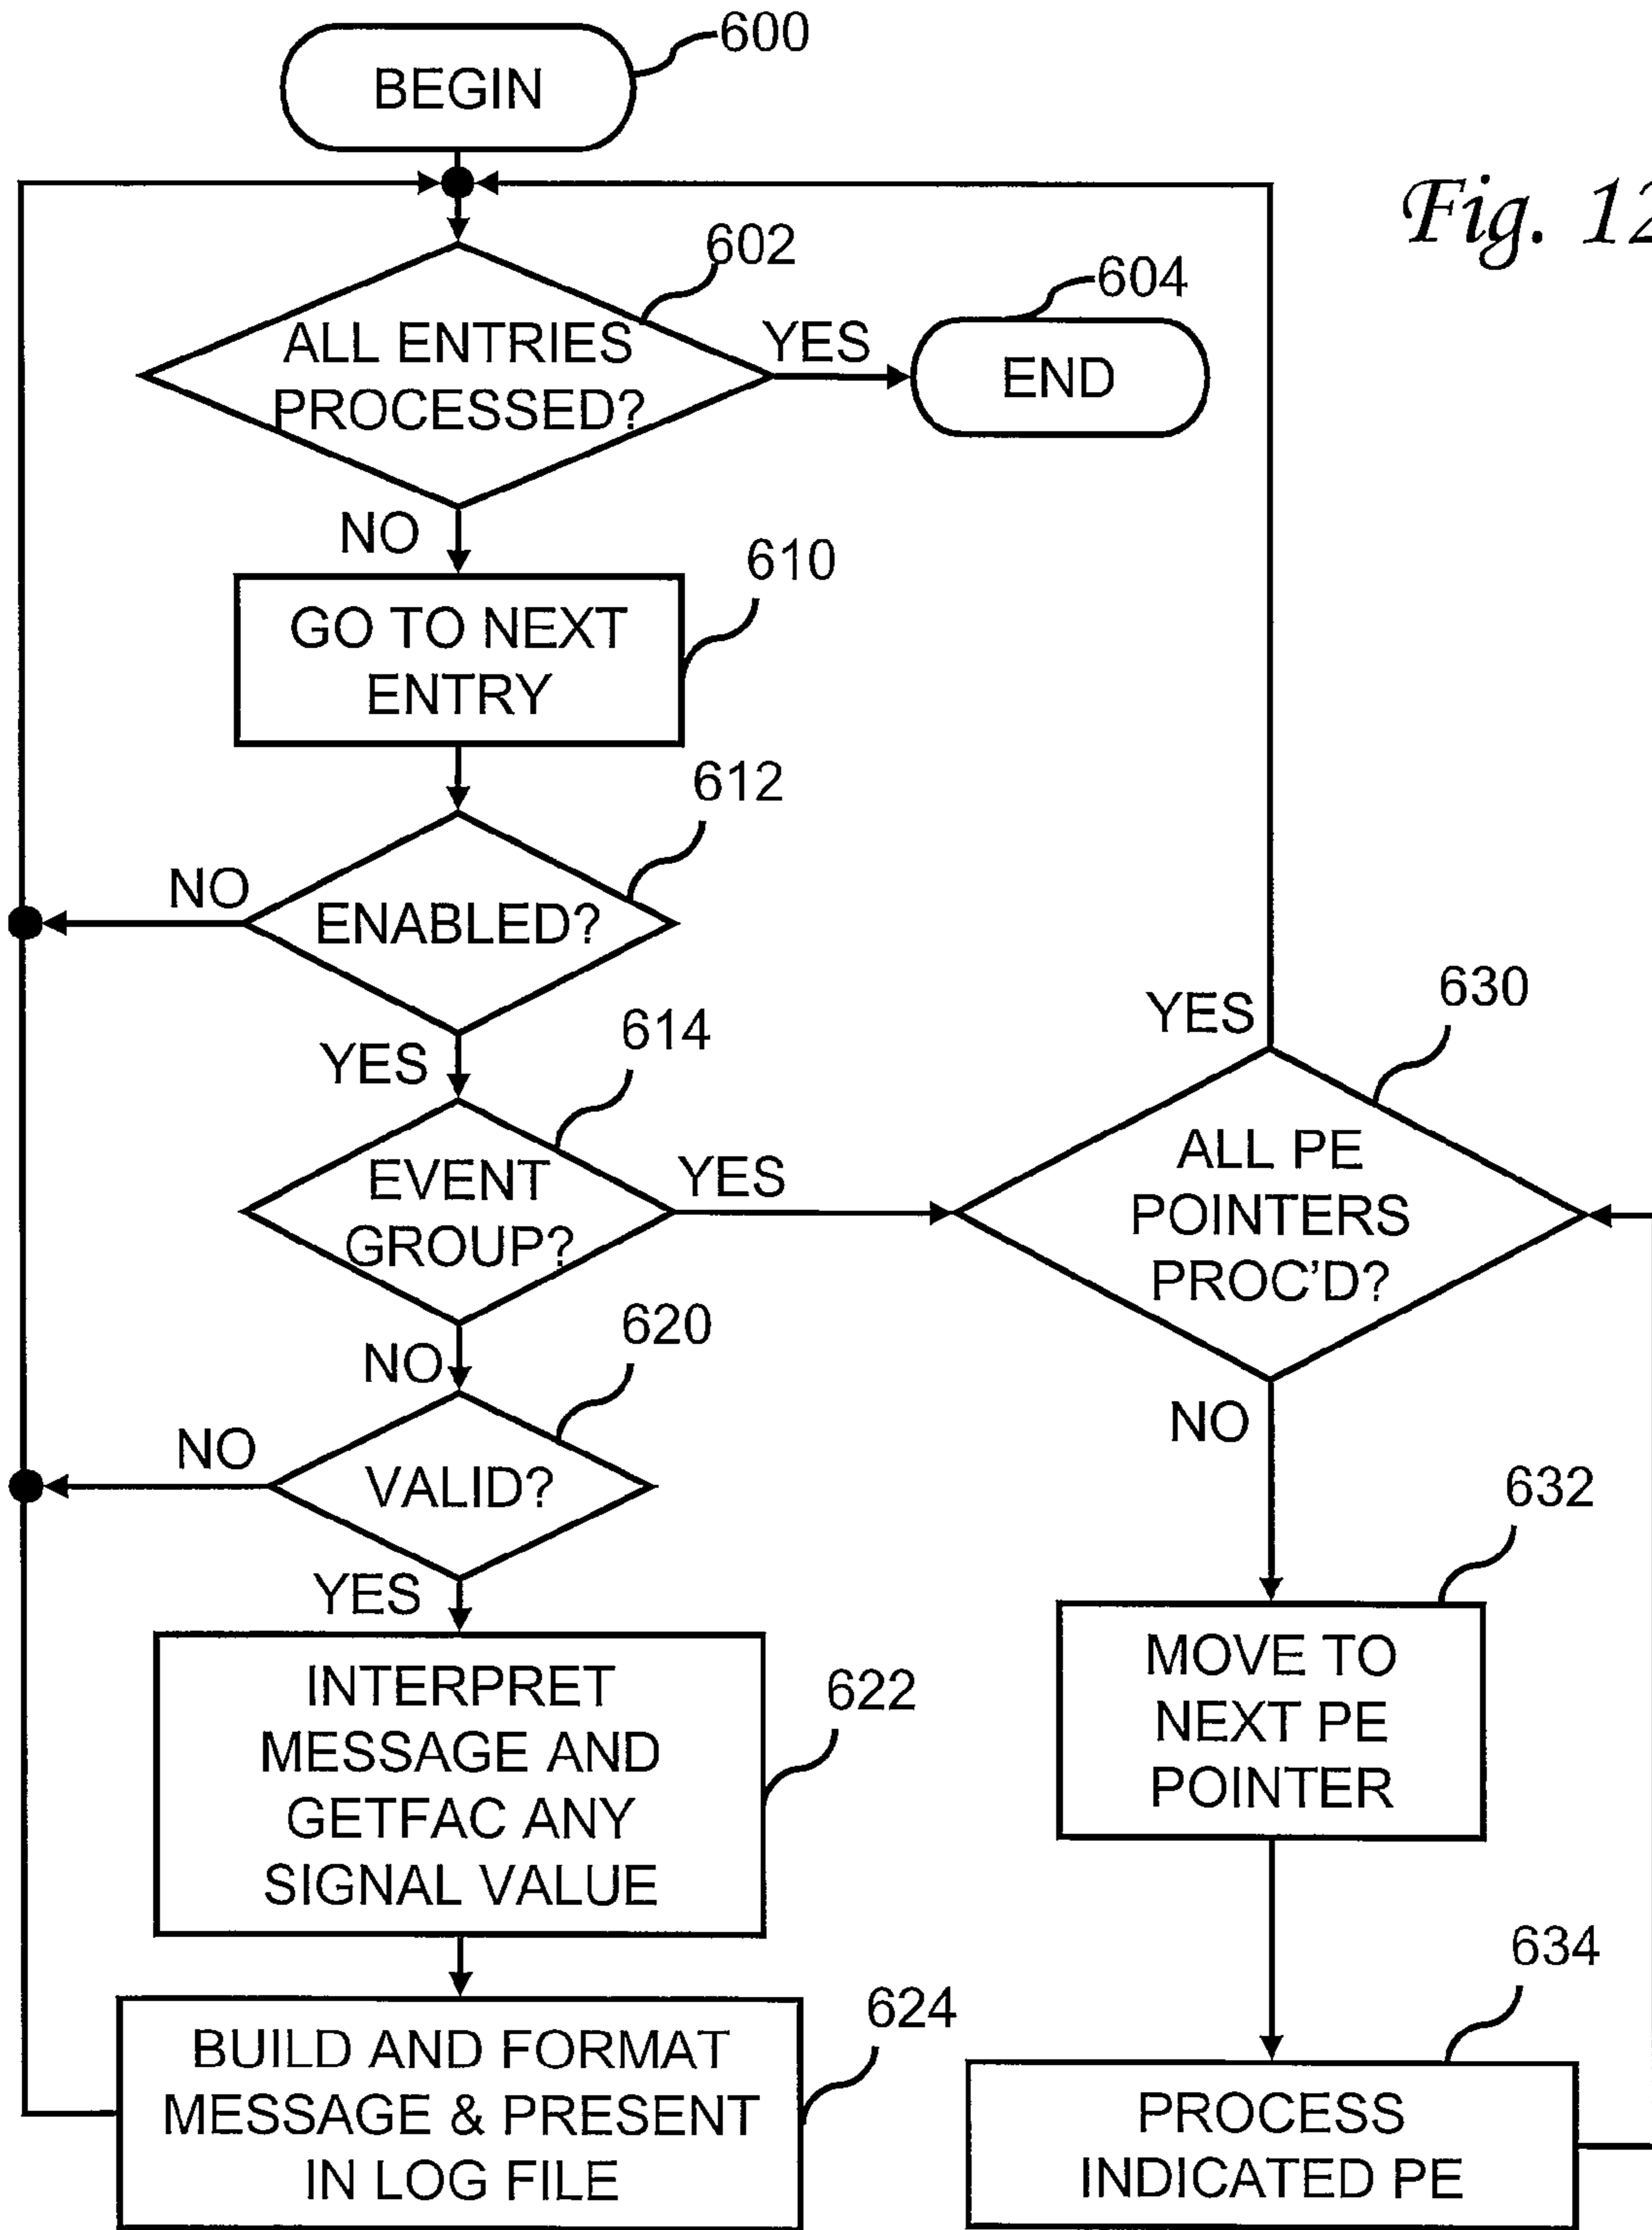 600
BEGIN
Fig. 12
602
604
ALL ENTRIES
PROCESSED?
YES
END
NO
610
GO TO NEXT
ENTRY
612
NO
ENABLED?
YES
614
630
YES
EVENT
GROUP?
YES
ALL PE
POINTERS
PROC'D?
NO
620
NO
VALID?
NO
632
YES
INTERPRET
MESSAGE AND
GETFAC ANY
SIGNAL VALUE
622
MOVE TO
NEXT PE
POINTER
634
624
BUILD AND FORMAT
MESSAGE & PRESENT
IN LOG FILE
PROCESS
INDICATED PE